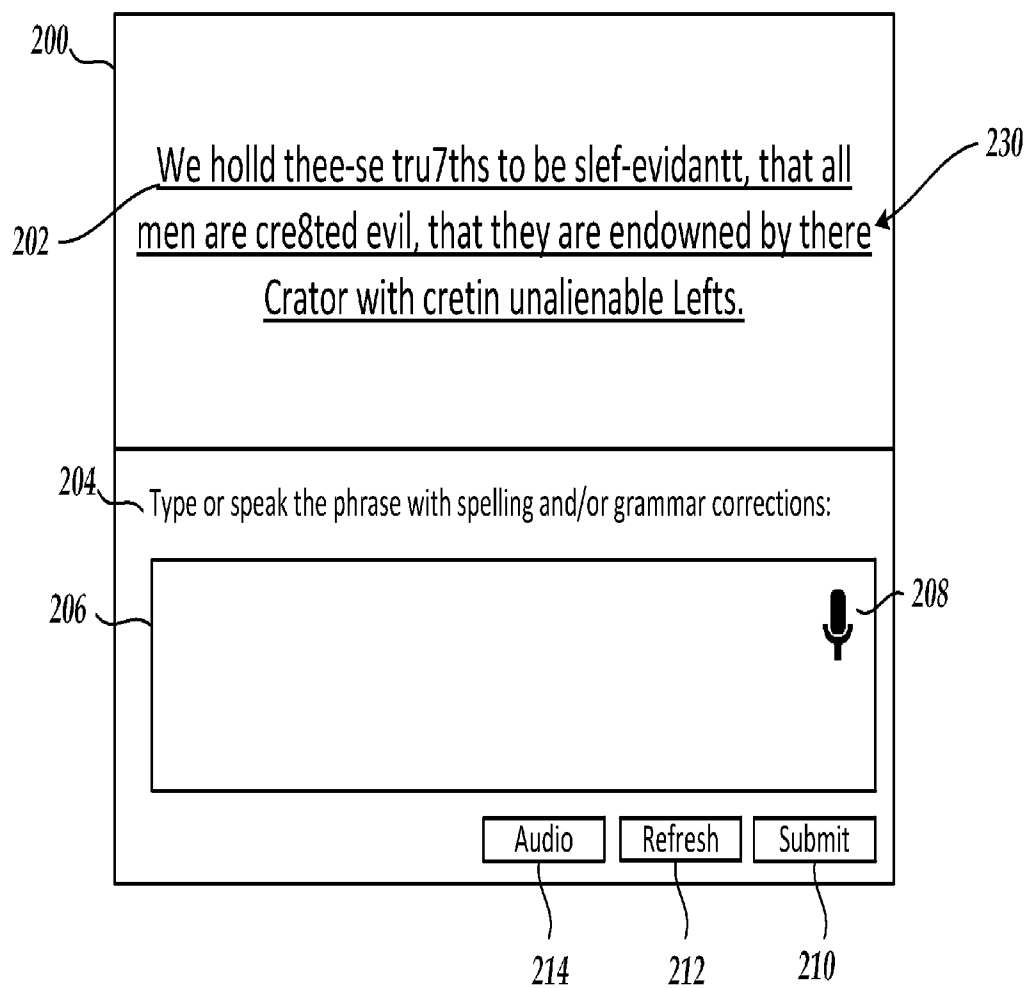 200
We holld thee-se tru7ths to be slef-evidantt, that all
230
202
men are cre8ted evil, that they are endowned by there
Crator with cretin unalienable Lefts.
204
Type or speak the phrase with spelling and/or grammar corrections:
206
208
Audio
Refresh
Submit
214
212
210